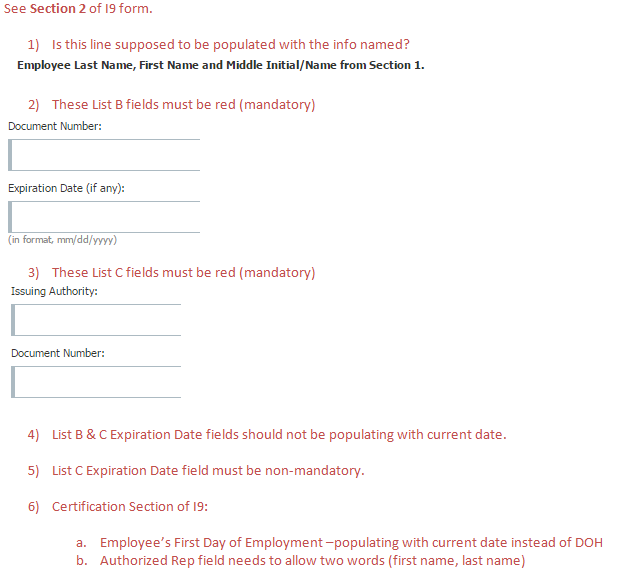 See Section 2 of I9 form.
1) Is this line supposed to be populated with the info named?
Employee Last Name, First Name and Middle Initial/Name from Section 1.
2) These List B fields must be red (mandatory)
Document Number:
Expiration Date (if any):
(in format, mm/dd/yyyy)
3) These List C fields must be red (mandatory)
Issuing Authority:
Document Number:
4) List B & C Expiration Date fields should not be populating with current date.
5) List C Expiration Date field must be non-mandatory.
6) Certification Section of I9:
a. Employee's First Day of Employment –populating with current date instead of DOH
b. Authorized Rep field needs to allow two words (first name, last name)